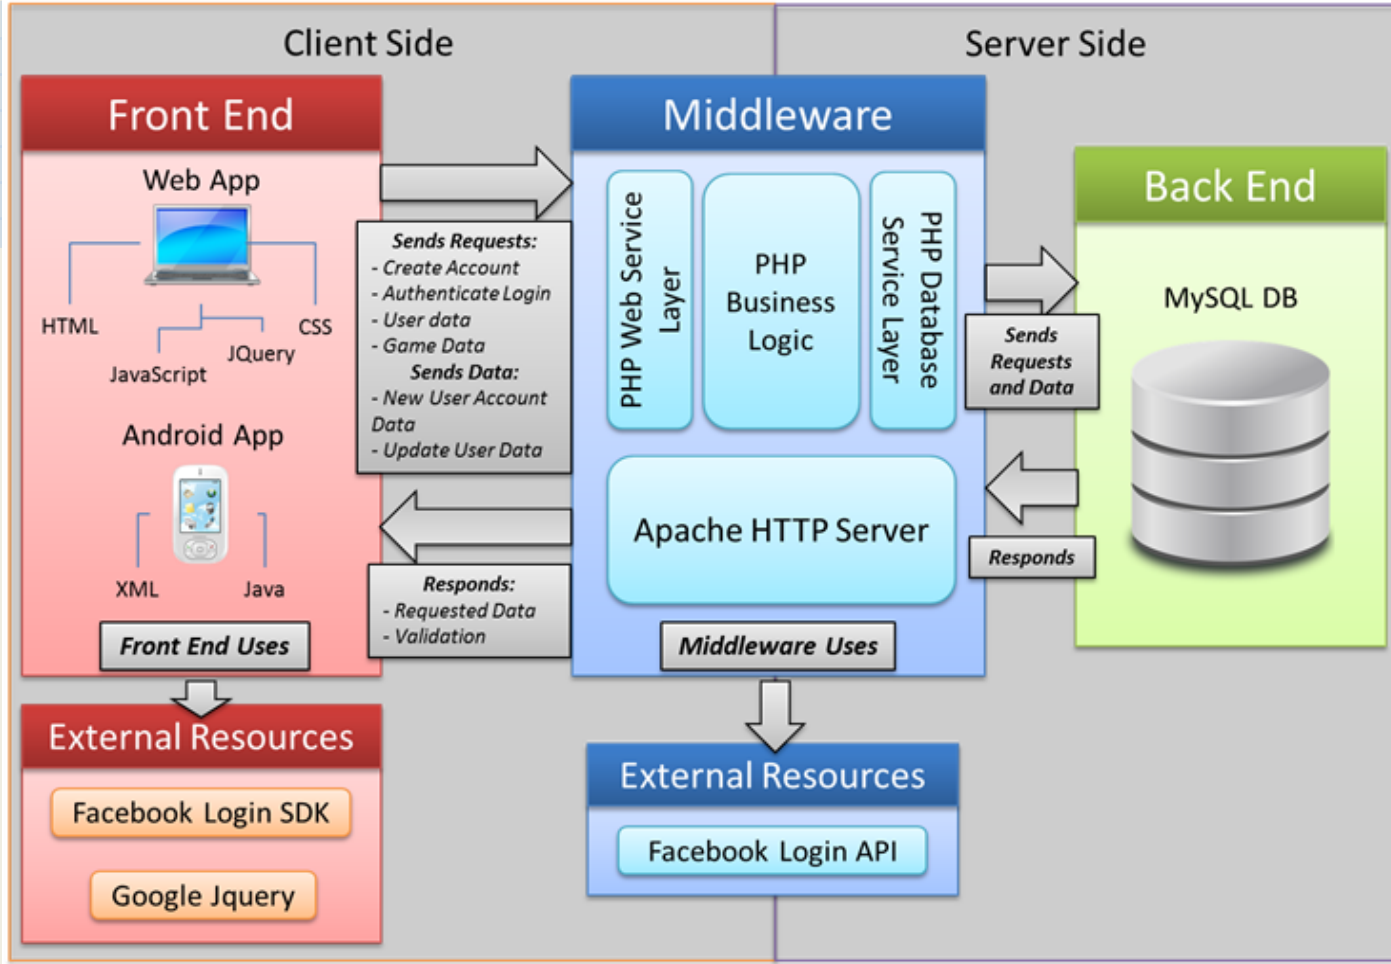 Client Side
Server Side
Front End
Web App
HTML
CSS
JQuery
JavaScript
Android App
XML
Java
Front End Uses
Sends Requests:
- Create Account
- Authenticate Login
- User data
- Game Data
Sends Data:
- New User Account
Data
- Update User Data
Responds:
- Requested Data
- Validation
Middleware
PHP Web Service
Layer
PHP
Business
Logic
PHP Database
Service Layer
Apache HTTP Server
Middleware Uses
Sends
Requests
and Data
Responds
Back End
MySQL DB
External Resources
Facebook Login SDK
Google Jquery
External Resources
Facebook Login API